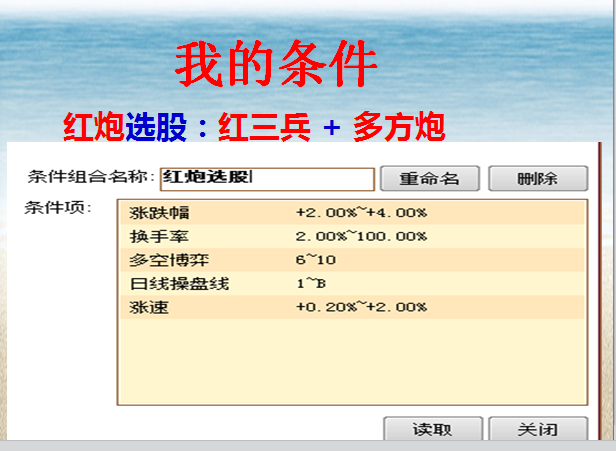 我的条件
红炮选股：红三兵 + 多方炮
条件组合名称: 红炮选股 重命名 删除
条件项:
涨跌幅 +2.00%~+4.00%
换手率 2.00%~100.00%
多空博弈 6~10
日线操盘线 1~B
涨速 +0.20%~+2.00%
读取 关闭